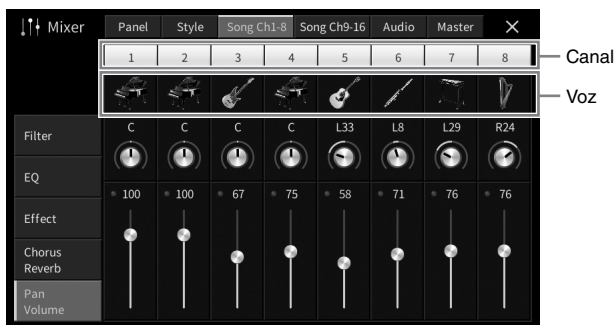 Mixer
Panel Style Song Ch1-8 Song Ch9-16 Audio Master
1 2 3 4 5 6 7 8
Canal
Voz
Filter
EQ
Effect
Chorus
Reverb
Pan
Volume
C C C C L33 L8 L29 R24
100 100 67 75 58 71 76 76